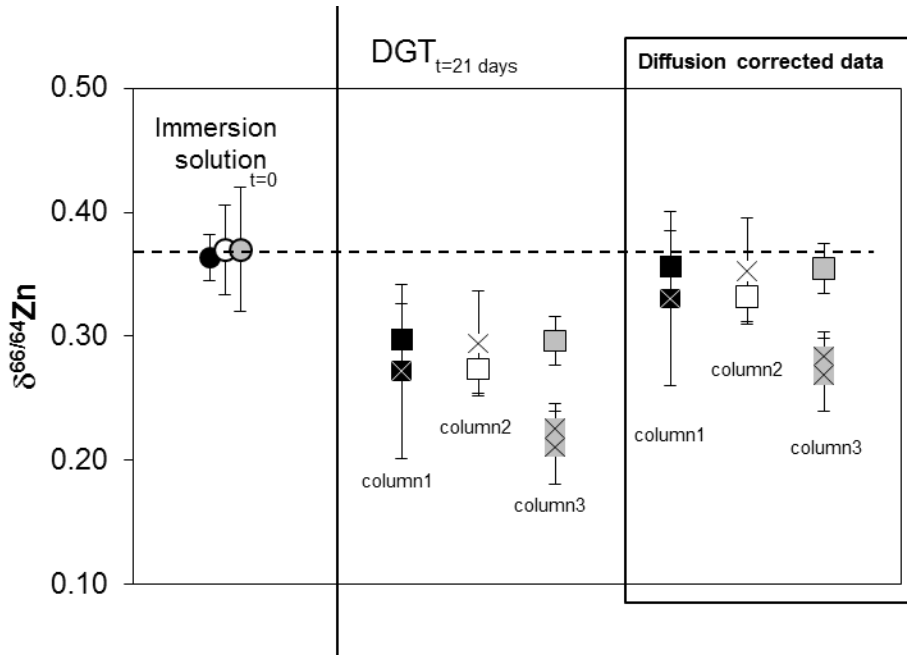 DGT t=21 days
Diffusion corrected data
0.50
0.40
0.30
0.20
0.10
δ66/64Zn
Immersion
solution t=0
column1
column2
column3
column1
column2
column3